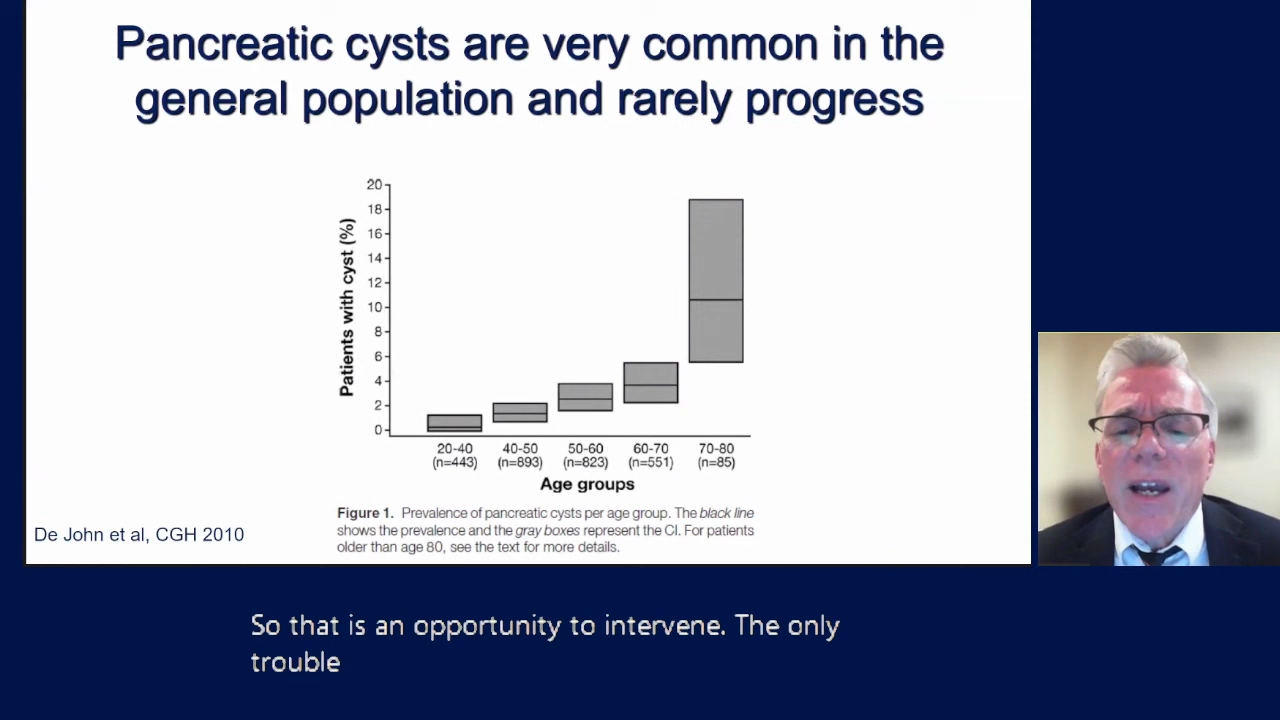 Pancreatic cysts are very common in the
general population and rarely progress
20
18
16
14
12
10
8
6
4
2
0
Patients with cyst (%)
20-40 40-50 50-60 60-70 70-80
(n=443) (n=893) (n=823) (n=551) (n=85)
Age groups
Figure 1. Prevalence of pancreatic cysts per age group. The black line
shows the prevalence and the gray boxes represent the CI. For patients
older than age 80, see the text for more details.
De John et al, CGH 2010
So that is an opportunity to intervene. The only
trouble